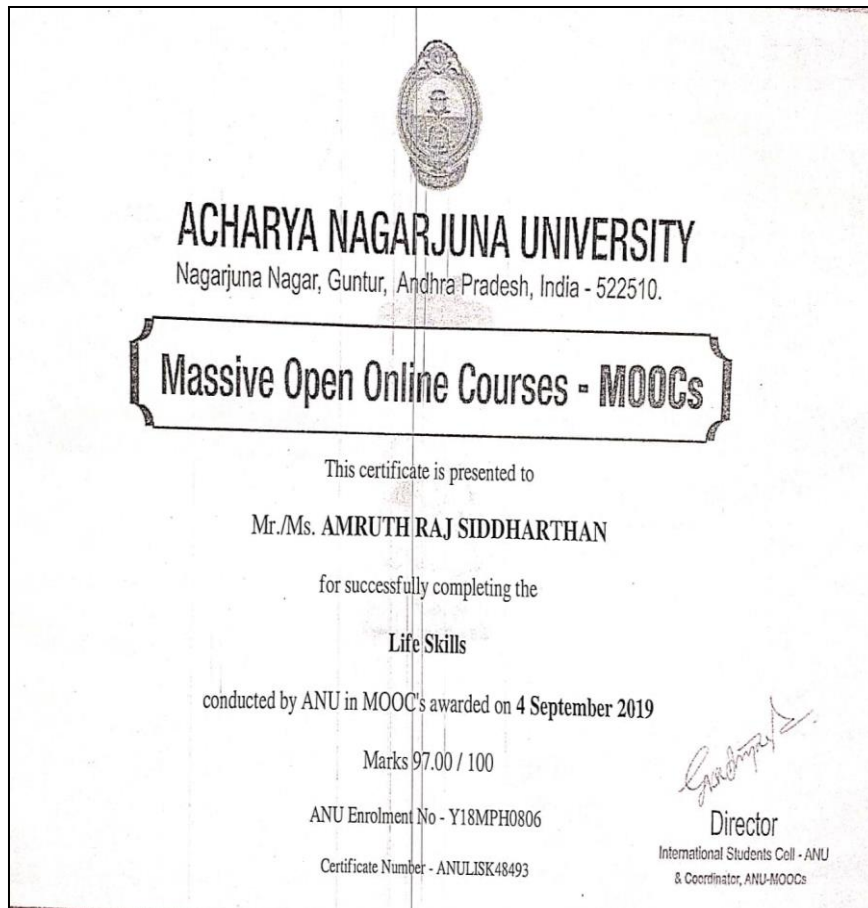 ACHARYA NAGARJUNA UNIVERSITY
Nagarjuna Nagar, Guntur, Andhra Pradesh, India - 522510.
Massive Open Online Courses - MOOCs
This certificate is presented to
Mr./Ms. AMRUTH RAJ SIDDHARTHAN
for successfully completing the
Life Skills
conducted by ANU in MOOC's awarded on 4 September 2019
Marks 97.00 / 100
ANU Enrolment No - Y18MPH0806
Certificate Number - ANULISK48493
Director
International Students Cell - ANU
& Coordinator, ANU-MOOCs